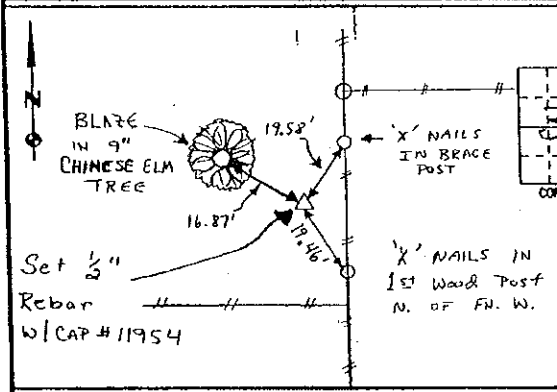 N
BLAZE
IN 9"
CHINESE ELM
TREE
19.58'
'X' NAILS
IN BRACE
POST
16.87'
19.46'
Set 1/2"
Rebar
W/CAP #11954
'X' NAILS IN
1st Wood Post
N. OF FN. W.